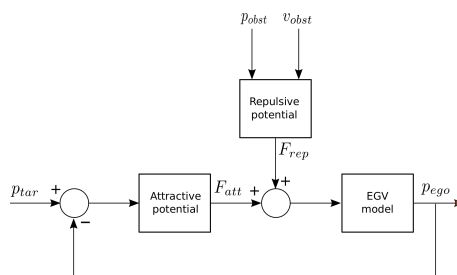 p_obst v_obst
Repulsive
potential
F_rep
+
p_tar + F_att + p_ego
Attractive
potential
EGV
model
−